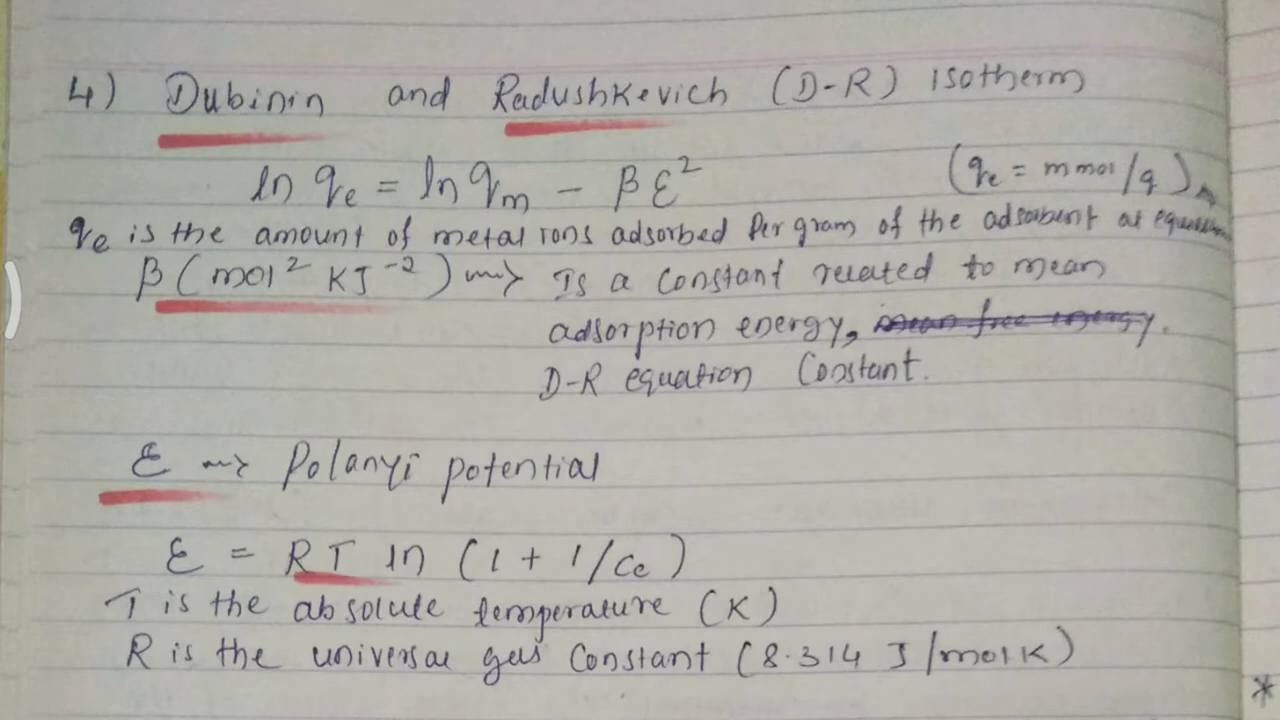 4) Dubinin and Radushkevich (D-R) isotherm
ln qe = ln qm - βε²
(qe = mmol/g)
qe is the amount of metal ions adsorbed Per gram of the adsorbent at
β (mol² KJ⁻²) ~~> Is a Constant related to mean
adsorption energy, mean free energy.
D-R equation Constant.
ε ~~> Polanyi potential
ε = RT ln (1 + 1/Ce)
T is the absolute temperature (K)
R is the universal gas Constant (8.314 J/mol K)
*